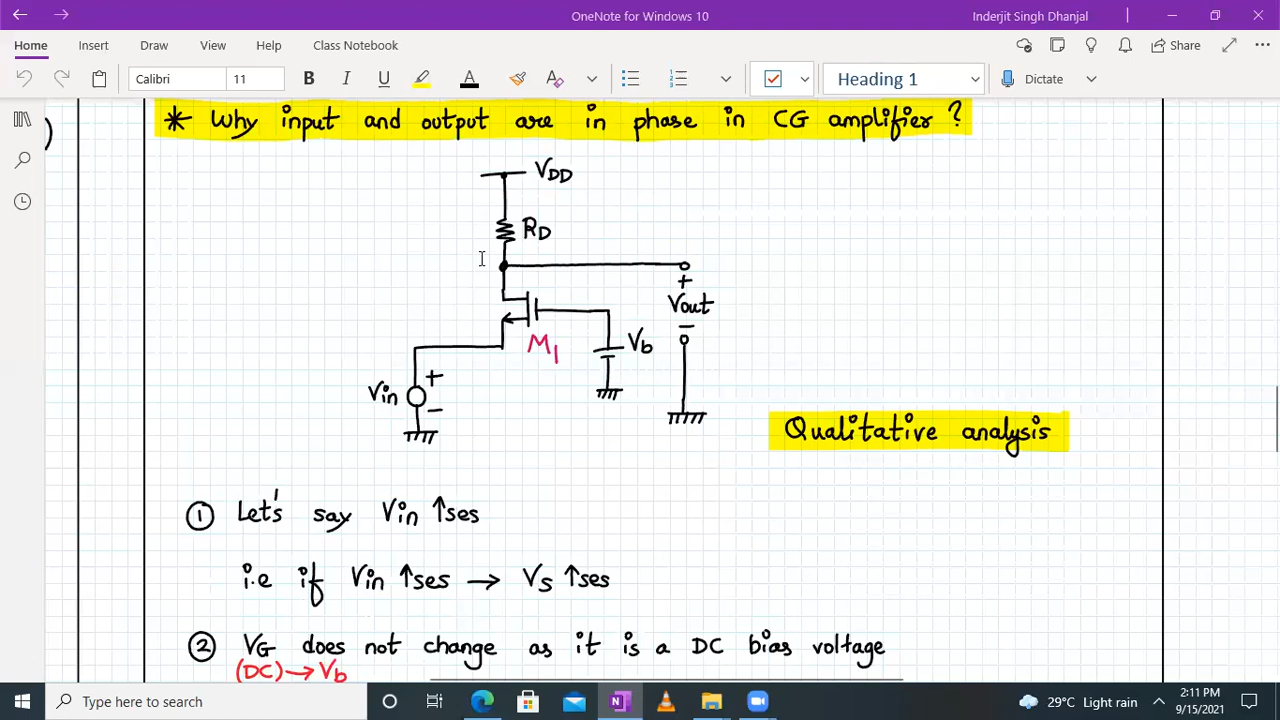 OneNote for Windows 10
Inderjit Singh Dhanjal
Home Insert Draw View Help Class Notebook
Share
Calibri 11 B I U A Heading 1 Dictate
* Why input and output are in phase in CG amplifier ?
VDD
RD
+
Vout
-
M1
Vb
Vin
+
-
Qualitative analysis
① Let's say Vin ↑ses
i.e if Vin ↑ses → Vs ↑ses
② VG does not change as it is a DC bias voltage
(DC) → Vb
Type here to search
29°C Light rain
2:11 PM
9/15/2021